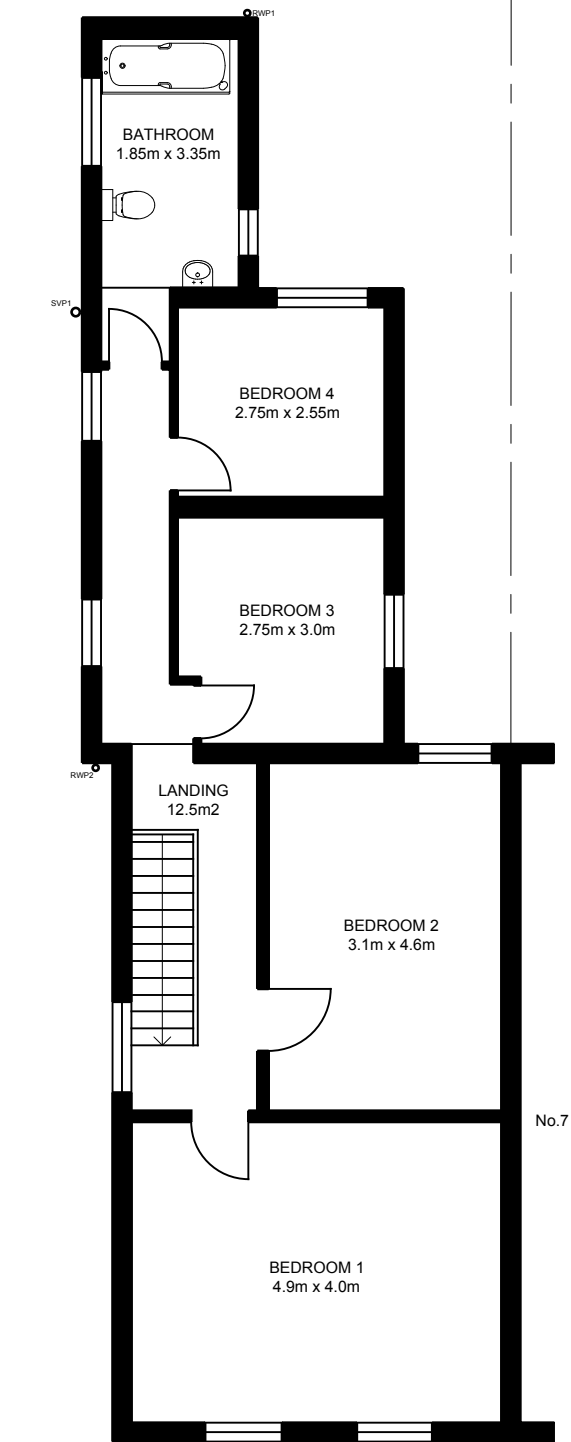 RWP1
BATHROOM
1.85m x 3.35m
SVP1
BEDROOM 4
2.75m x 2.55m
BEDROOM 3
2.75m x 3.0m
RWP2
LANDING
12.5m2
BEDROOM 2
3.1m x 4.6m
No.7
BEDROOM 1
4.9m x 4.0m